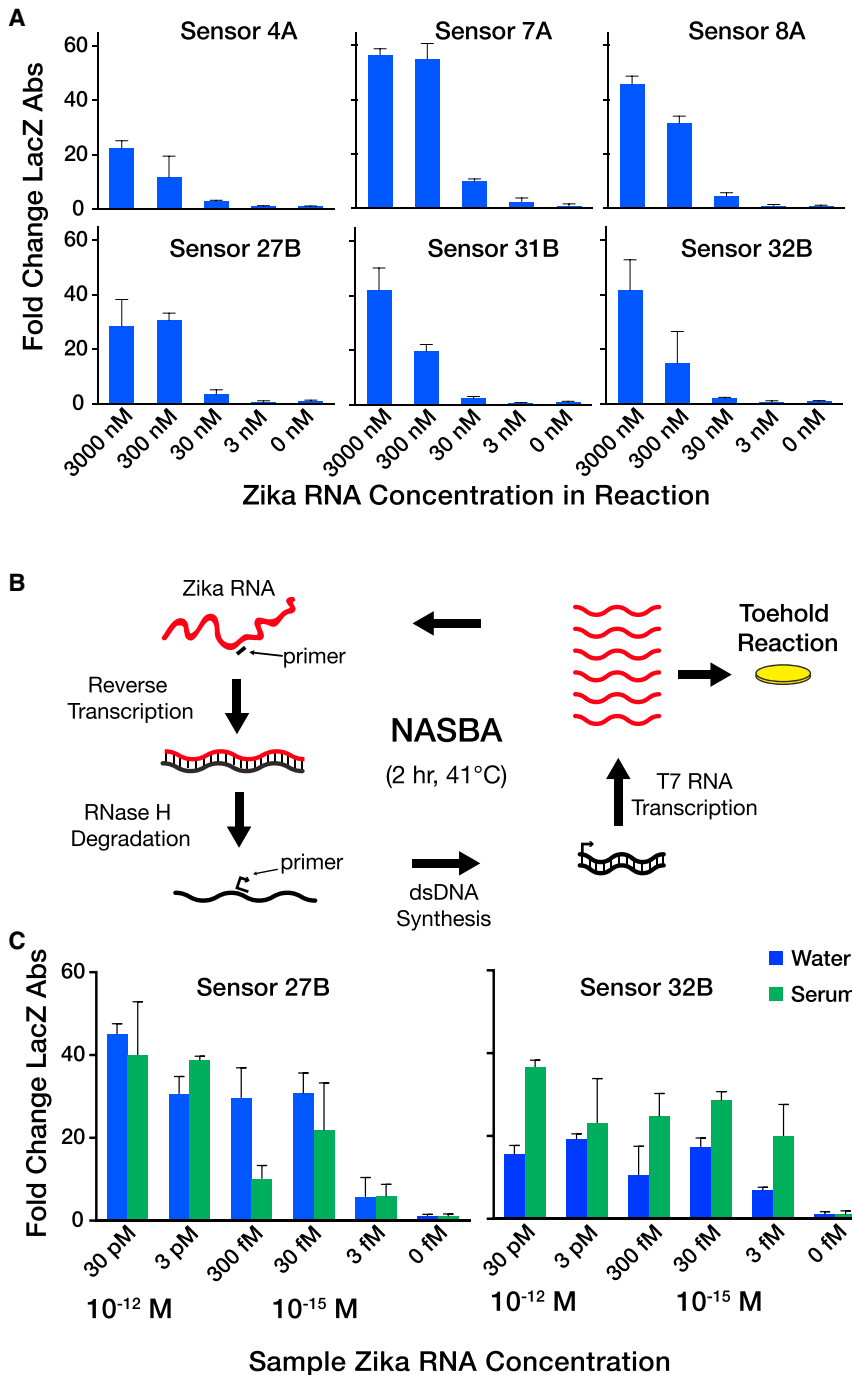 A
Sensor 4A
Sensor 7A
Sensor 8A
60
40
20
0
Sensor 27B
Sensor 31B
Sensor 32B
60
40
20
0
Fold Change LacZ Abs
3000 nM
300 nM
30 nM
3 nM
0 nM
3000 nM
300 nM
30 nM
3 nM
0 nM
3000 nM
300 nM
30 nM
3 nM
0 nM
Zika RNA Concentration in Reaction
B
Zika RNA
primer
Reverse
Transcription
RNase H
Degradation
primer
NASBA
(2 hr, 41°C)
dsDNA
Synthesis
T7 RNA
Transcription
Toehold
Reaction
C
Water
Serum
Sensor 27B
Sensor 32B
60
40
20
0
Fold Change LacZ Abs
30 pM
3 pM
300 fM
30 fM
3 fM
0 fM
30 pM
3 pM
300 fM
30 fM
3 fM
0 fM
10⁻¹² M
10⁻¹⁵ M
10⁻¹² M
10⁻¹⁵ M
Sample Zika RNA Concentration